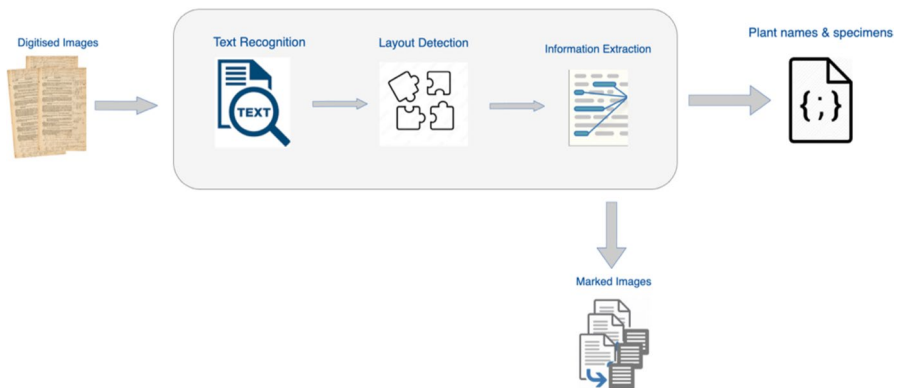 Digitised Images
Text Recognition
TEXT
Layout Detection
Information Extraction
Plant names & specimens
{;}
Marked Images